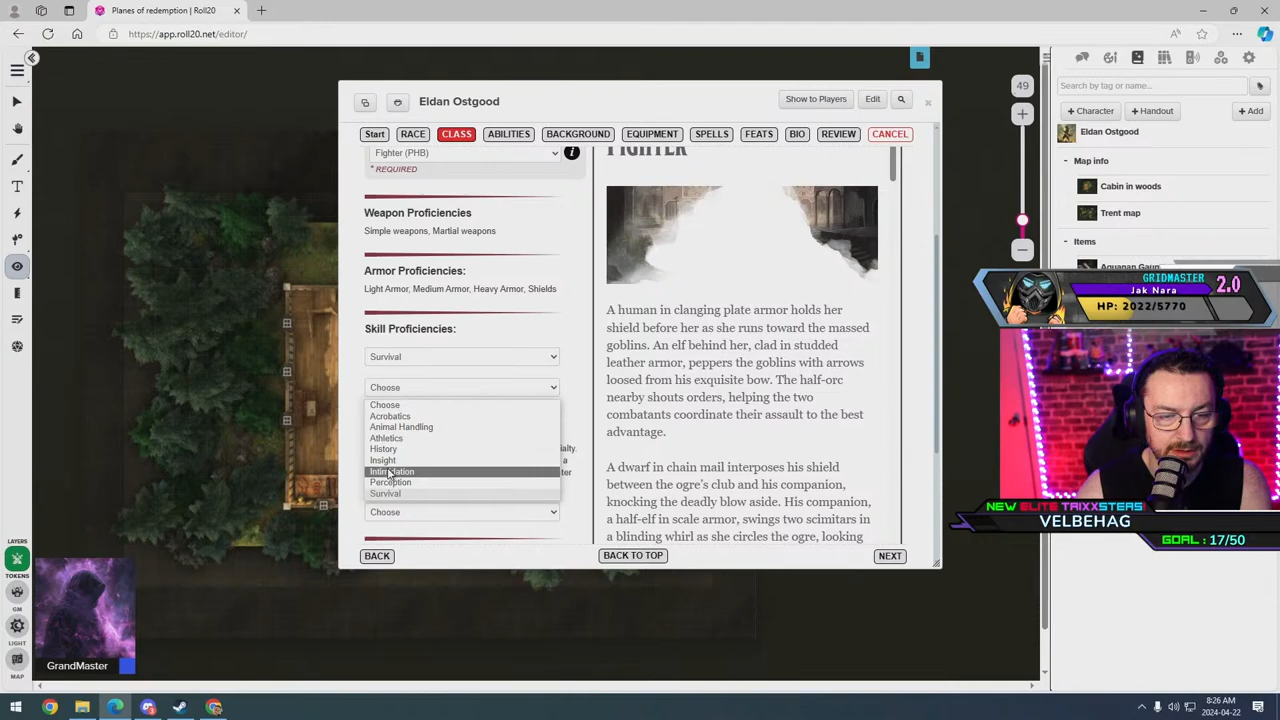 Planes of redemption | Roll20
https://app.roll20.net/editor/
Eldan Ostgood
Show to Players
Edit
Start
RACE
CLASS
ABILITIES
BACKGROUND
EQUIPMENT
SPELLS
FEATS
BIO
REVIEW
CANCEL
Fighter (PHB)
* REQUIRED
Weapon Proficiencies
Simple weapons, Martial weapons
Armor Proficiencies:
Light Armor, Medium Armor, Heavy Armor, Shields
Skill Proficiencies:
Survival
Choose
Choose
Acrobatics
Animal Handling
Athletics
History
Insight
Intimidation
Perception
Survival
ialty.
a
ter
Choose
BACK
BACK TO TOP
NEXT
FIGHTER
A human in clanging plate armor holds her
shield before her as she runs toward the massed
goblins. An elf behind her, clad in studded
leather armor, peppers the goblins with arrows
loosed from his exquisite bow. The half-orc
nearby shouts orders, helping the two
combatants coordinate their assault to the best
advantage.
A dwarf in chain mail interposes his shield
between the ogre's club and his companion,
knocking the deadly blow aside. His companion,
a half-elf in scale armor, swings two scimitars in
a blinding whirl as she circles the ogre, looking
49
Search by tag or name...
+ Character
+ Handout
+ Add
Eldan Ostgood
Map info
Cabin in woods
Trent map
Items
Aquanan Gaun
GRIDMASTER
2.0
Jak Nara
HP: 2022/5770
NEW ELITE TRIXXSTERS!
VELBEHAG
GOAL : 17/50
LAYERS
TOKENS
GM
LIGHT
MAP
GrandMaster
8:26 AM
2024-04-22